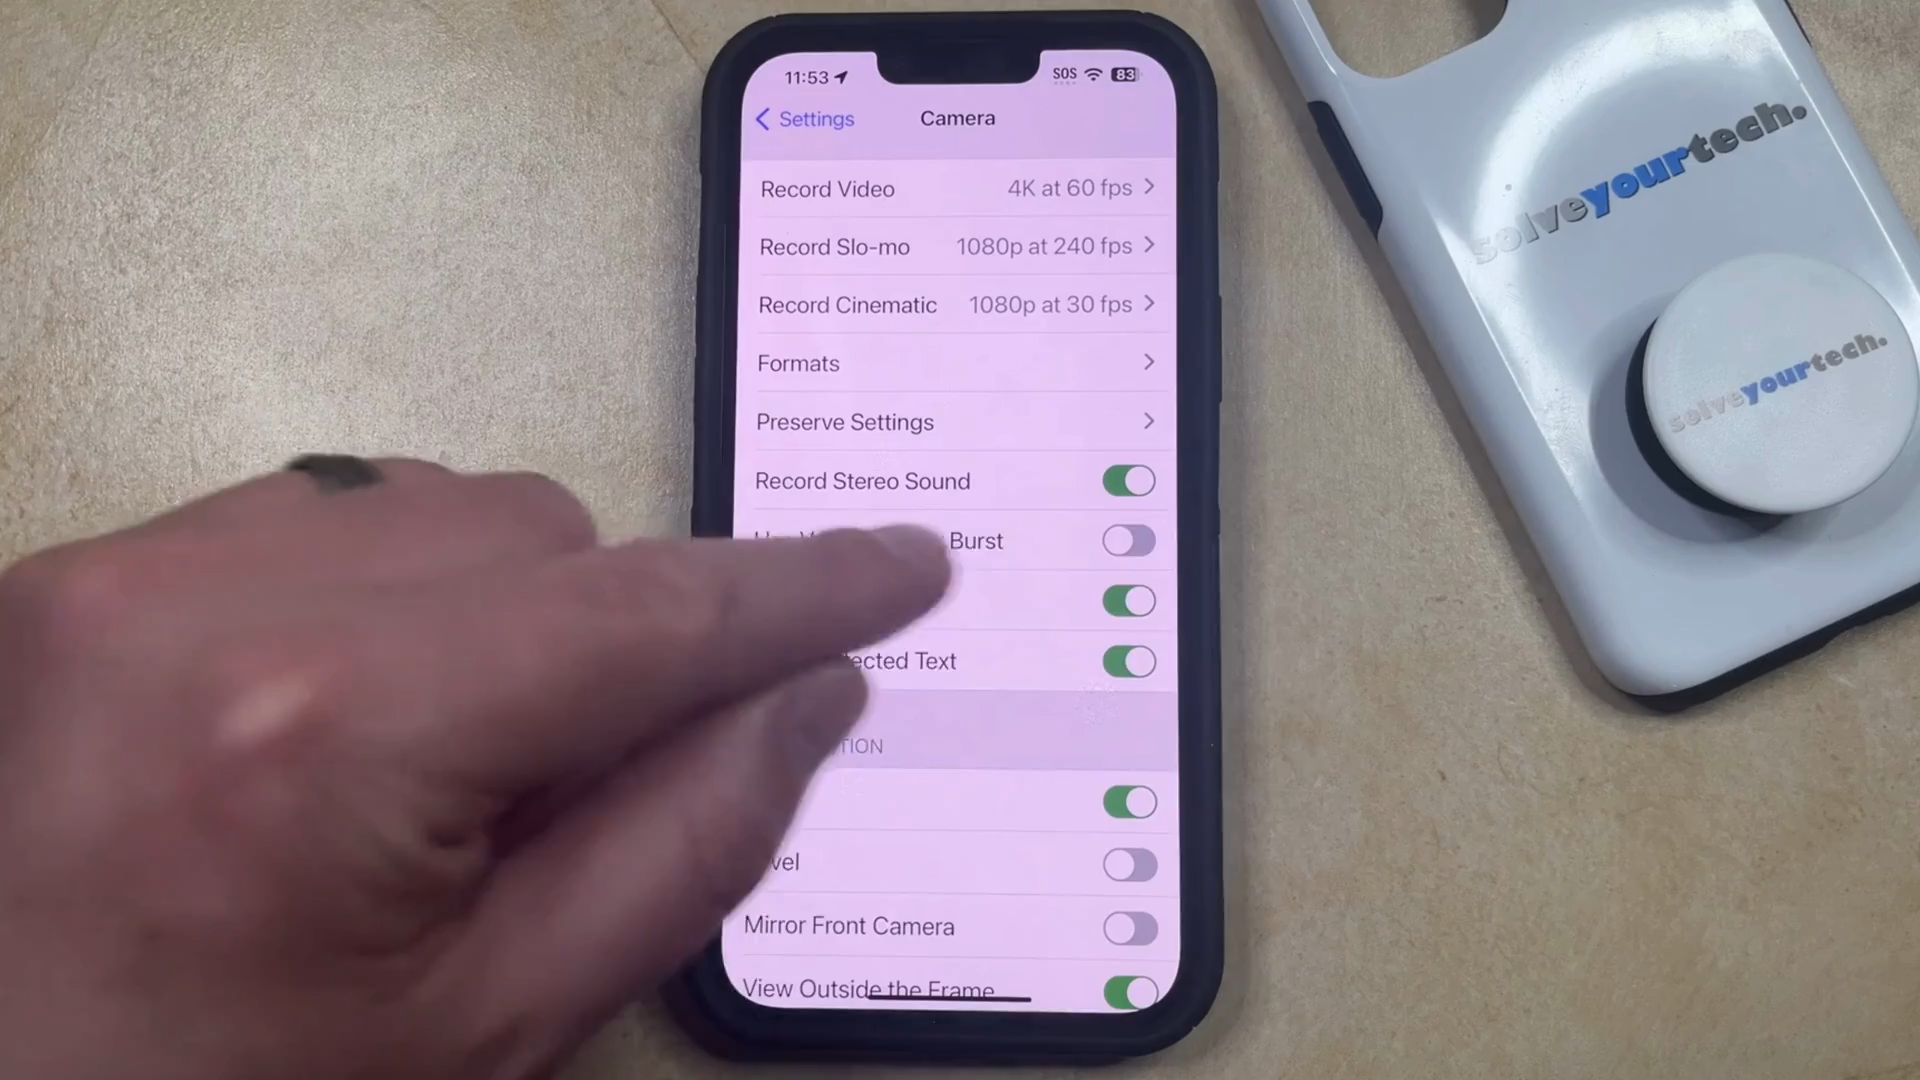 11:53
SOS 83
Settings
Camera
Record Video 4K at 60 fps
Record Slo-mo 1080p at 240 fps
Record Cinematic 1080p at 30 fps
Formats
Preserve Settings
Record Stereo Sound
Burst
ected Text
TION
vel
Mirror Front Camera
View Outside the Frame
solveyourtech.
solveyourtech.